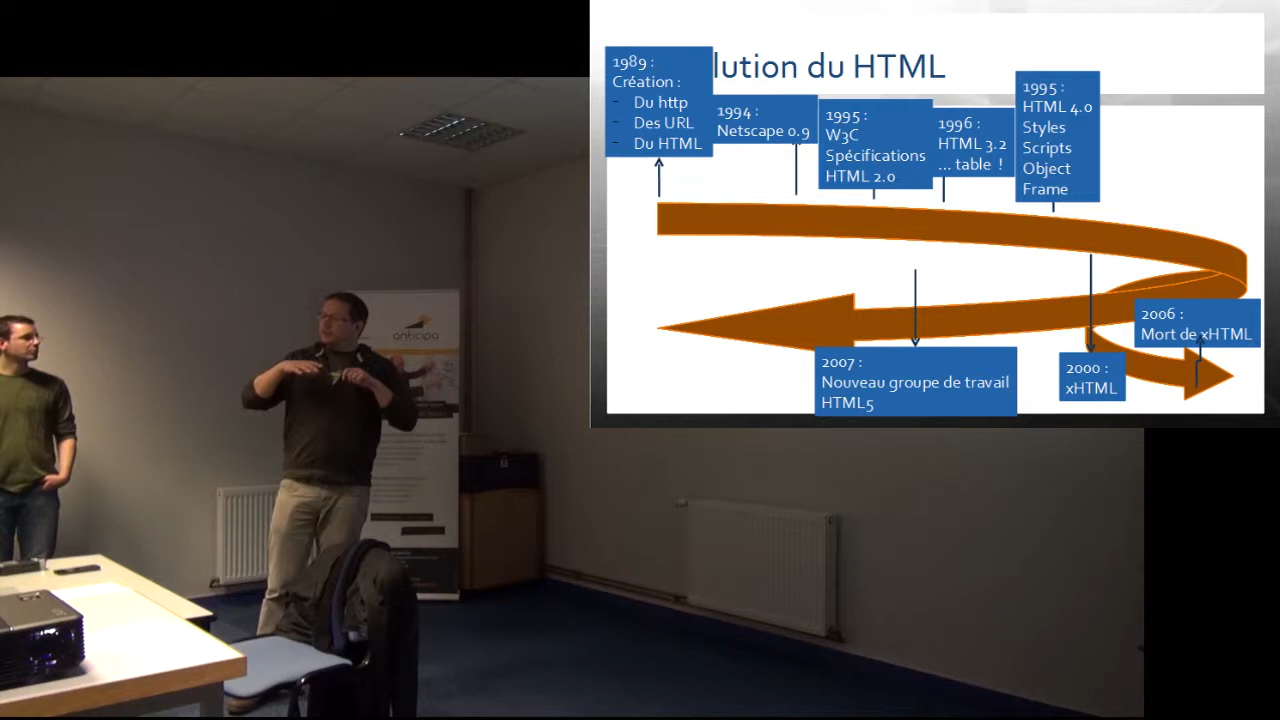 lution du HTML
1989 :
Création :
- Du http
- Des URL
- Du HTML
1994 :
Netscape 0.9
1995 :
W3C
Spécifications
HTML 2.0
1996 :
HTML 3.2
... table !
1995 :
HTML 4.0
Styles
Scripts
Object
Frame
2006 :
Mort de xHTML
2000 :
xHTML
2007 :
Nouveau groupe de travail
HTML5
anticipa